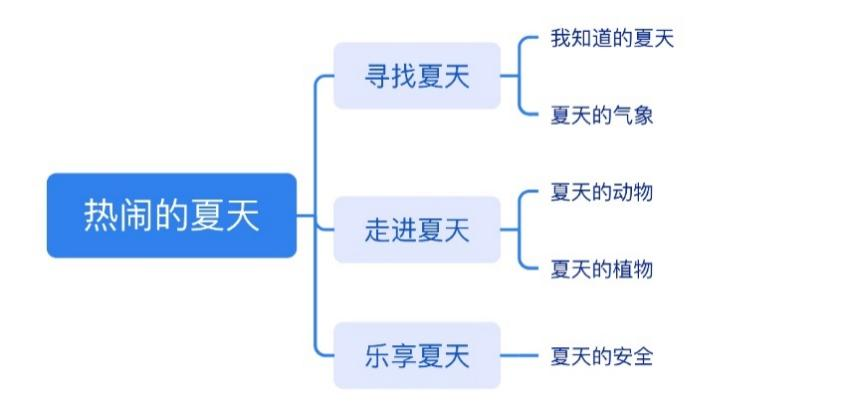 热闹的夏天
寻找夏天
我知道的夏天
夏天的气象
走进夏天
夏天的动物
夏天的植物
乐享夏天
夏天的安全